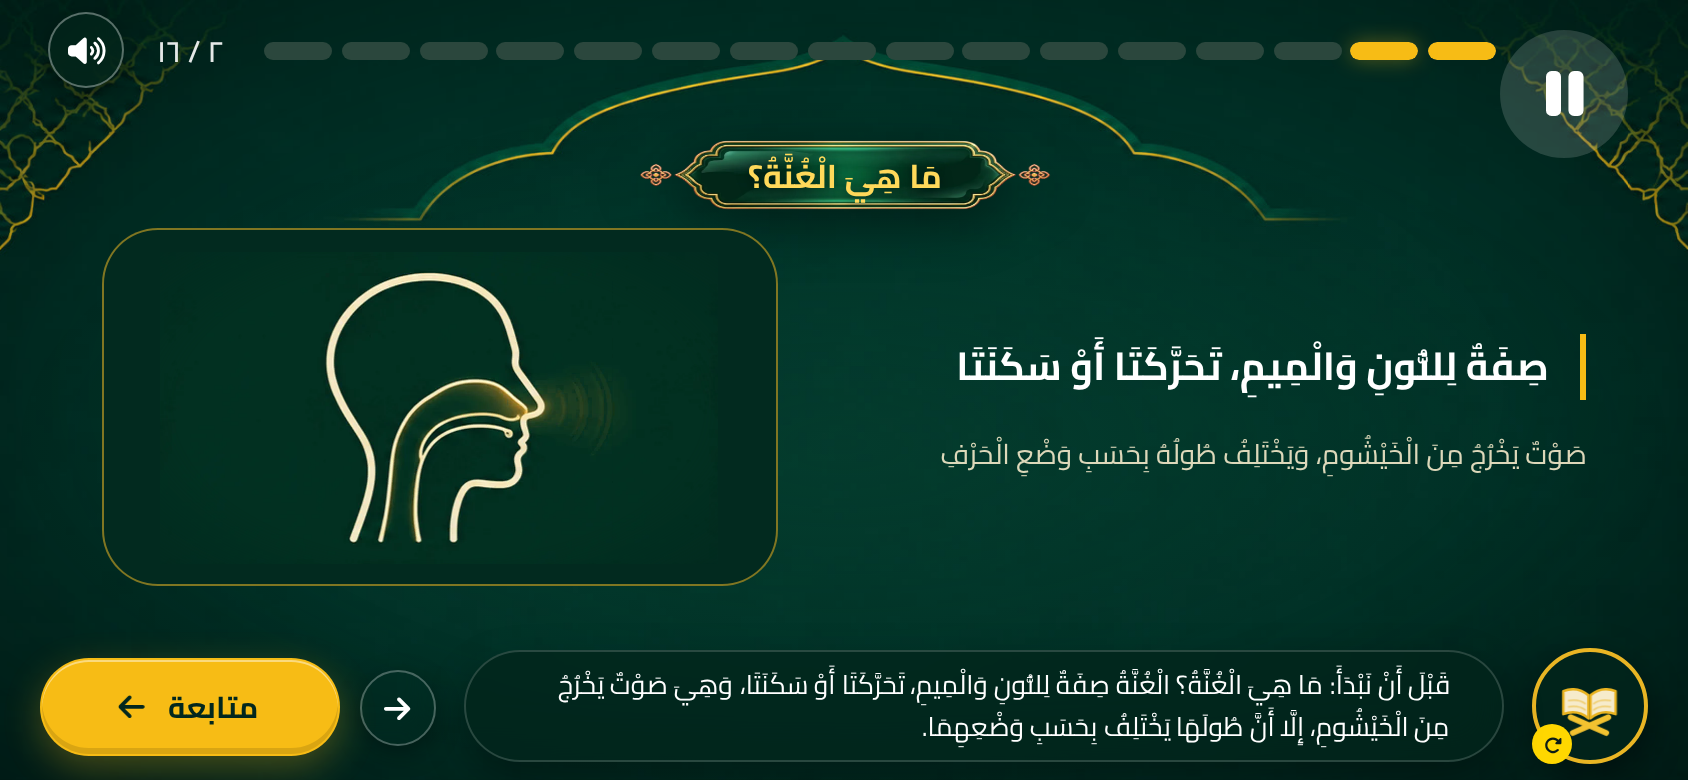 ٢ / ١٦
مَا هِيَ الْغُنَّةُ؟
صِفَةٌ لِلنُّونِ وَالْمِيمِ، تَحَرَّكَتَا أَوْ سَكَنَتَا
صَوْتٌ يَخْرُجُ مِنَ الْخَيْشُومِ، وَيَخْتَلِفُ طُولُهُ بِحَسَبِ وَضْعِ الْحَرْفِ
قَبْلَ أَنْ نَبْدَأَ: مَا هِيَ الْغُنَّةُ؟ الْغُنَّةُ صِفَةٌ لِلنُّونِ وَالْمِيمِ، تَحَرَّكَتَا أَوْ سَكَنَتَا، وَهِيَ صَوْتٌ يَخْرُجُ
مِنَ الْخَيْشُومِ، إِلَّا أَنَّ طُولَهَا يَخْتَلِفُ بِحَسَبِ وَضْعِهِمَا.
متابعة